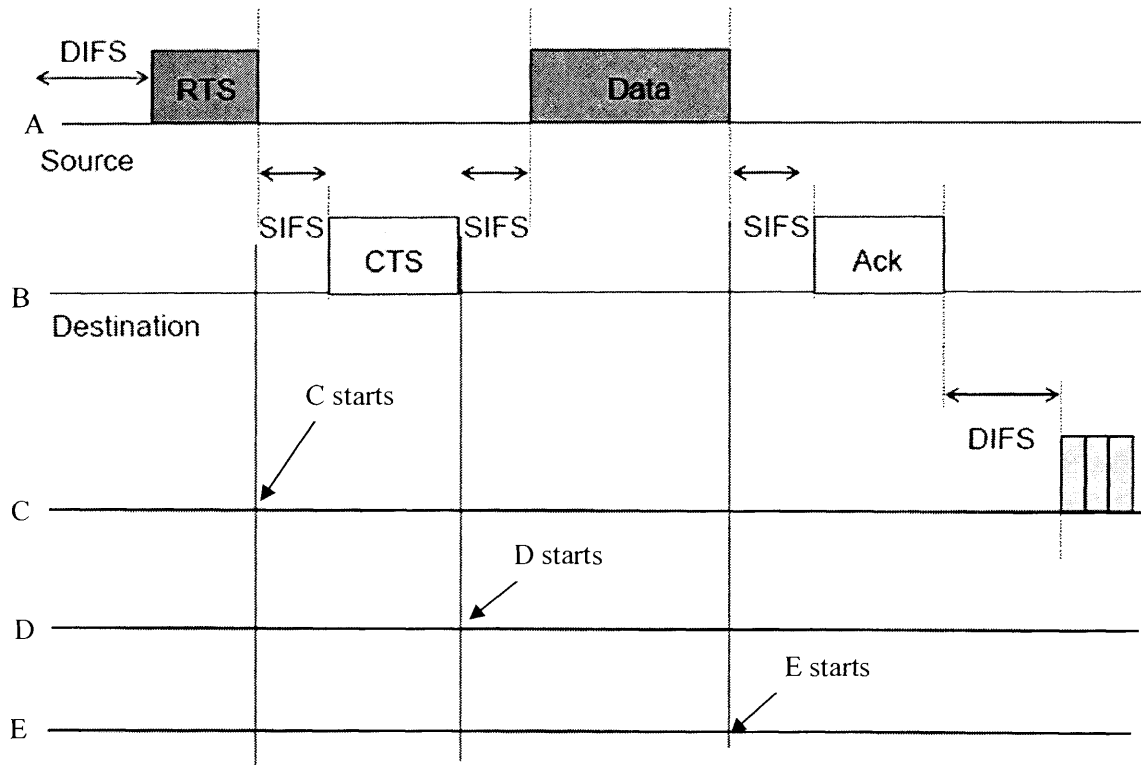 DIFS
RTS
Data
A
Source
SIFS
SIFS
SIFS
CTS
Ack
B
Destination
C starts
DIFS
C
D starts
D
E starts
E